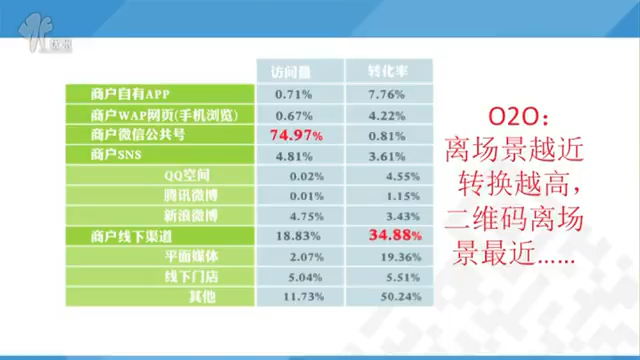 访问量 转化率
商户自有APP 0.71% 7.76%
商户WAP网页(手机浏览) 0.67% 4.22%
商户微信公共号 74.97% 0.81%
商户SNS 4.81% 3.61%
QQ空间 0.02% 4.55%
腾讯微博 0.01% 1.15%
新浪微博 4.75% 3.43%
商户线下渠道 18.83% 34.88%
平面媒体 2.07% 19.36%
线下门店 5.04% 5.51%
其他 11.73% 50.24%
O2O：
离场景越近
转换越高，
二维码离场
景最近……